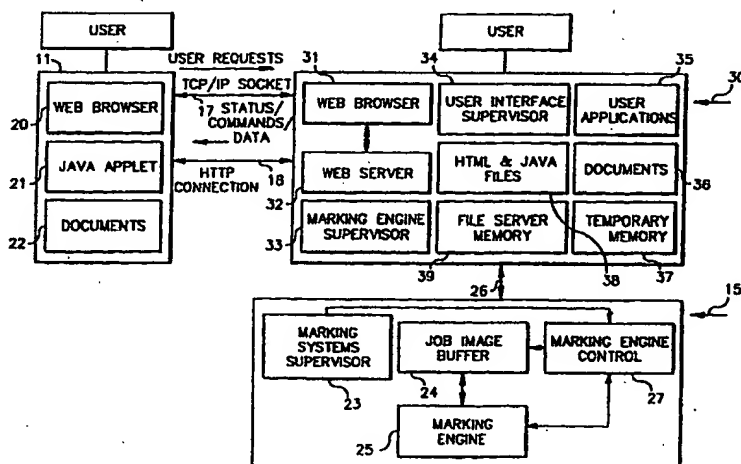 USER
USER
11
USER REQUESTS
TCP/IP SOCKET
17
STATUS/
COMMANDS/
DATA
HTTP
CONNECTION
18
20
WEB BROWSER
21
JAVA APPLET
22
DOCUMENTS
31
WEB BROWSER
34
USER INTERFACE
SUPERVISOR
35
USER
APPLICATIONS
30
WEB SERVER
32
HTML & JAVA
FILES
DOCUMENTS
36
33
MARKING ENGINE
SUPERVISOR
FILE SERVER
MEMORY
39
TEMPORARY
MEMORY
37
38
26
15
MARKING
SYSTEMS
SUPERVISOR
23
JOB IMAGE
BUFFER
24
MARKING ENGINE
CONTROL
27
25
MARKING
ENGINE